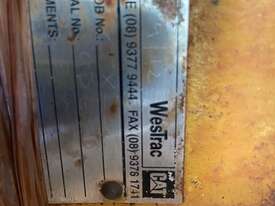 WesTrac CAT
E (08) 9377 9444. FAX (08) 9376 1741
OB NO.
AL NO
MENTS: